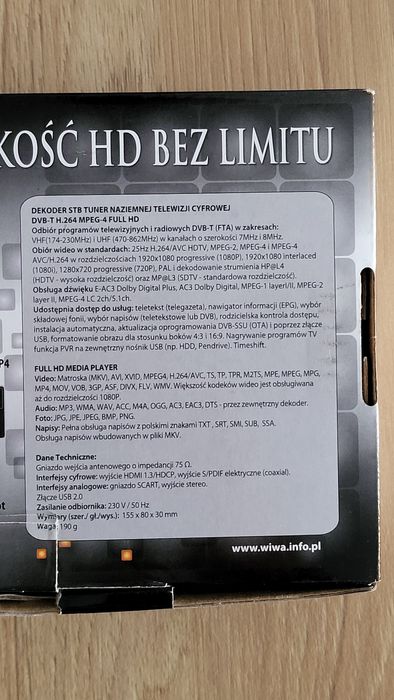 KOŚĆ HD BEZ LIMITU
DEKODER STB TUNER NAZIEMNEJ TELEWIZJI CYFROWEJ
DVB-T H.264 MPEG-4 FULL HD
Odbiór programów telewizyjnych i radiowych DVB-T (FTA) w zakresach:
VHF(174-230MHz) i UHF (470-862MHz) w kanałach o szerokości 7MHz i 8MHz.
Obiór wideo w standardach: 25Hz H.264/AVC HDTV, MPEG-2, MPEG-4 i MPEG-4
AVC/H.264 w rozdzielczościach 1920x1080 progressive (1080P), 1920x1080 interlaced
(1080i), 1280x720 progressive (720P), PAL i dekodowanie strumienia HP@L4
(HDTV - wysoka rozdzielczość) oraz MP@L3 (SDTV - standardowa rozdzielczość).
Obsługa dźwięku E-AC3 Dolby Digital Plus, AC3 Dolby Digital, MPEG-1 layerI/II, MPEG-2
layer II, MPEG-4 LC 2ch/5.1ch.
Udostępnia dostęp do usług: teletekst (telegazeta), nawigator informacji (EPG), wybór
składowej fonii, wybór napisów (teletekstowe lub DVB), rodzicielska kontrola dostępu,
instalacja automatyczna, aktualizacja oprogramowania DVB-SSU (OTA) i poprzez złącze
USB, formatowanie obrazu dla stosunku boków 4:3 i 16:9. Nagrywanie programów TV
funkcja PVR na zewnętrzny nośnik USB (np. HDD, Pendrive). Timeshift.
FULL HD MEDIA PLAYER
Video: Matroska (MKV), AVI, XVID, MPEG4, H.264/AVC, TS, TP, TPR, M2TS, MPE, MPEG, MPG,
MP4, MOV, VOB, 3GP, ASF, DIVX, FLV, WMV. Większość kodeków wideo jest obsługiwana
aż do rozdzielczości 1080P.
Audio: MP3, WMA, WAV, ACC, M4A, OGG, AC3, EAC3, DTS - przez zewnętrzny dekoder.
Foto: JPG, JPE, JPEG, BMP, PNG.
Napisy: Pełna obsługa napisów z polskimi znakami TXT , SRT, SMI, SUB, SSA.
Obsługa napisów wbudowanych w pliki MKV.
P4
Dane Techniczne:
Gniazdo wejścia antenowego o impedancji 75 Ω.
Interfejsy cyfrowe: wyjście HDMI 1.3/HDCP, wyjście S/PDIF elektryczne (coaxial).
Interfejsy analogowe: gniazdo SCART, wyjście stereo.
Złącze USB 2.0
Zasilanie odbiornika: 230 V / 50 Hz
Wymiary (szer./ gł./wys.): 155 x 80 x 30 mm
Waga: 190 g
ot
www.wiwa.info.pl